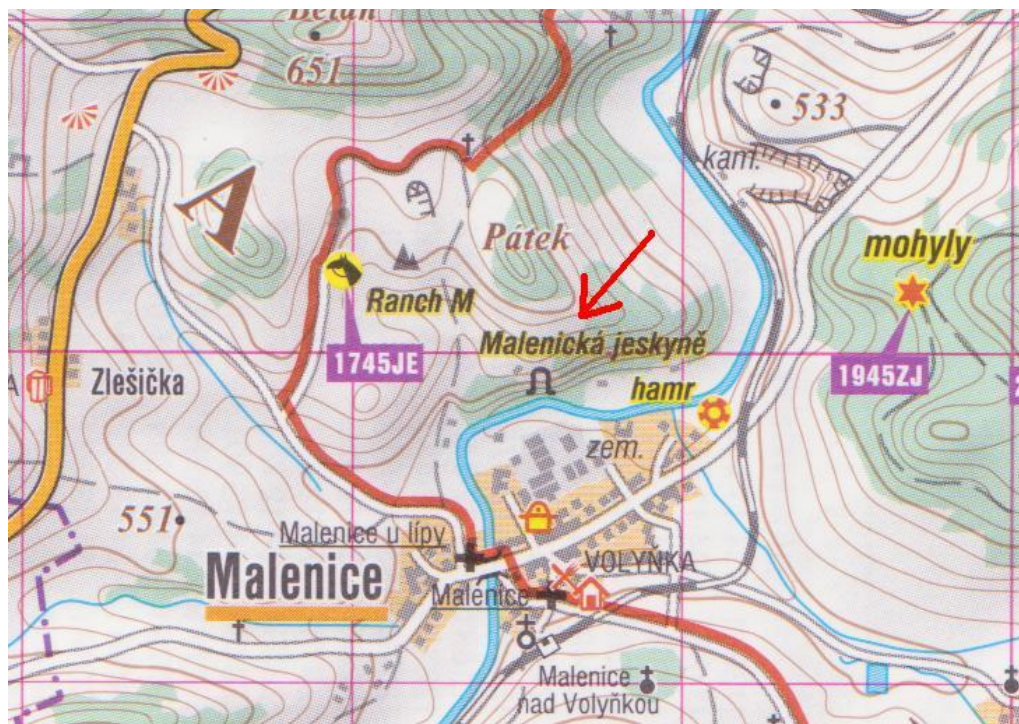 Běláň
651
533
kam.
A
Pátek
mohyly
Ranch M
Malenická jeskyně
1745JE
1945ZJ
Zlešička
hamr
zem.
551
Malenice u lípy
Malenice
VOLYŇKA
Malenice
Malenice
nad Volyňkou